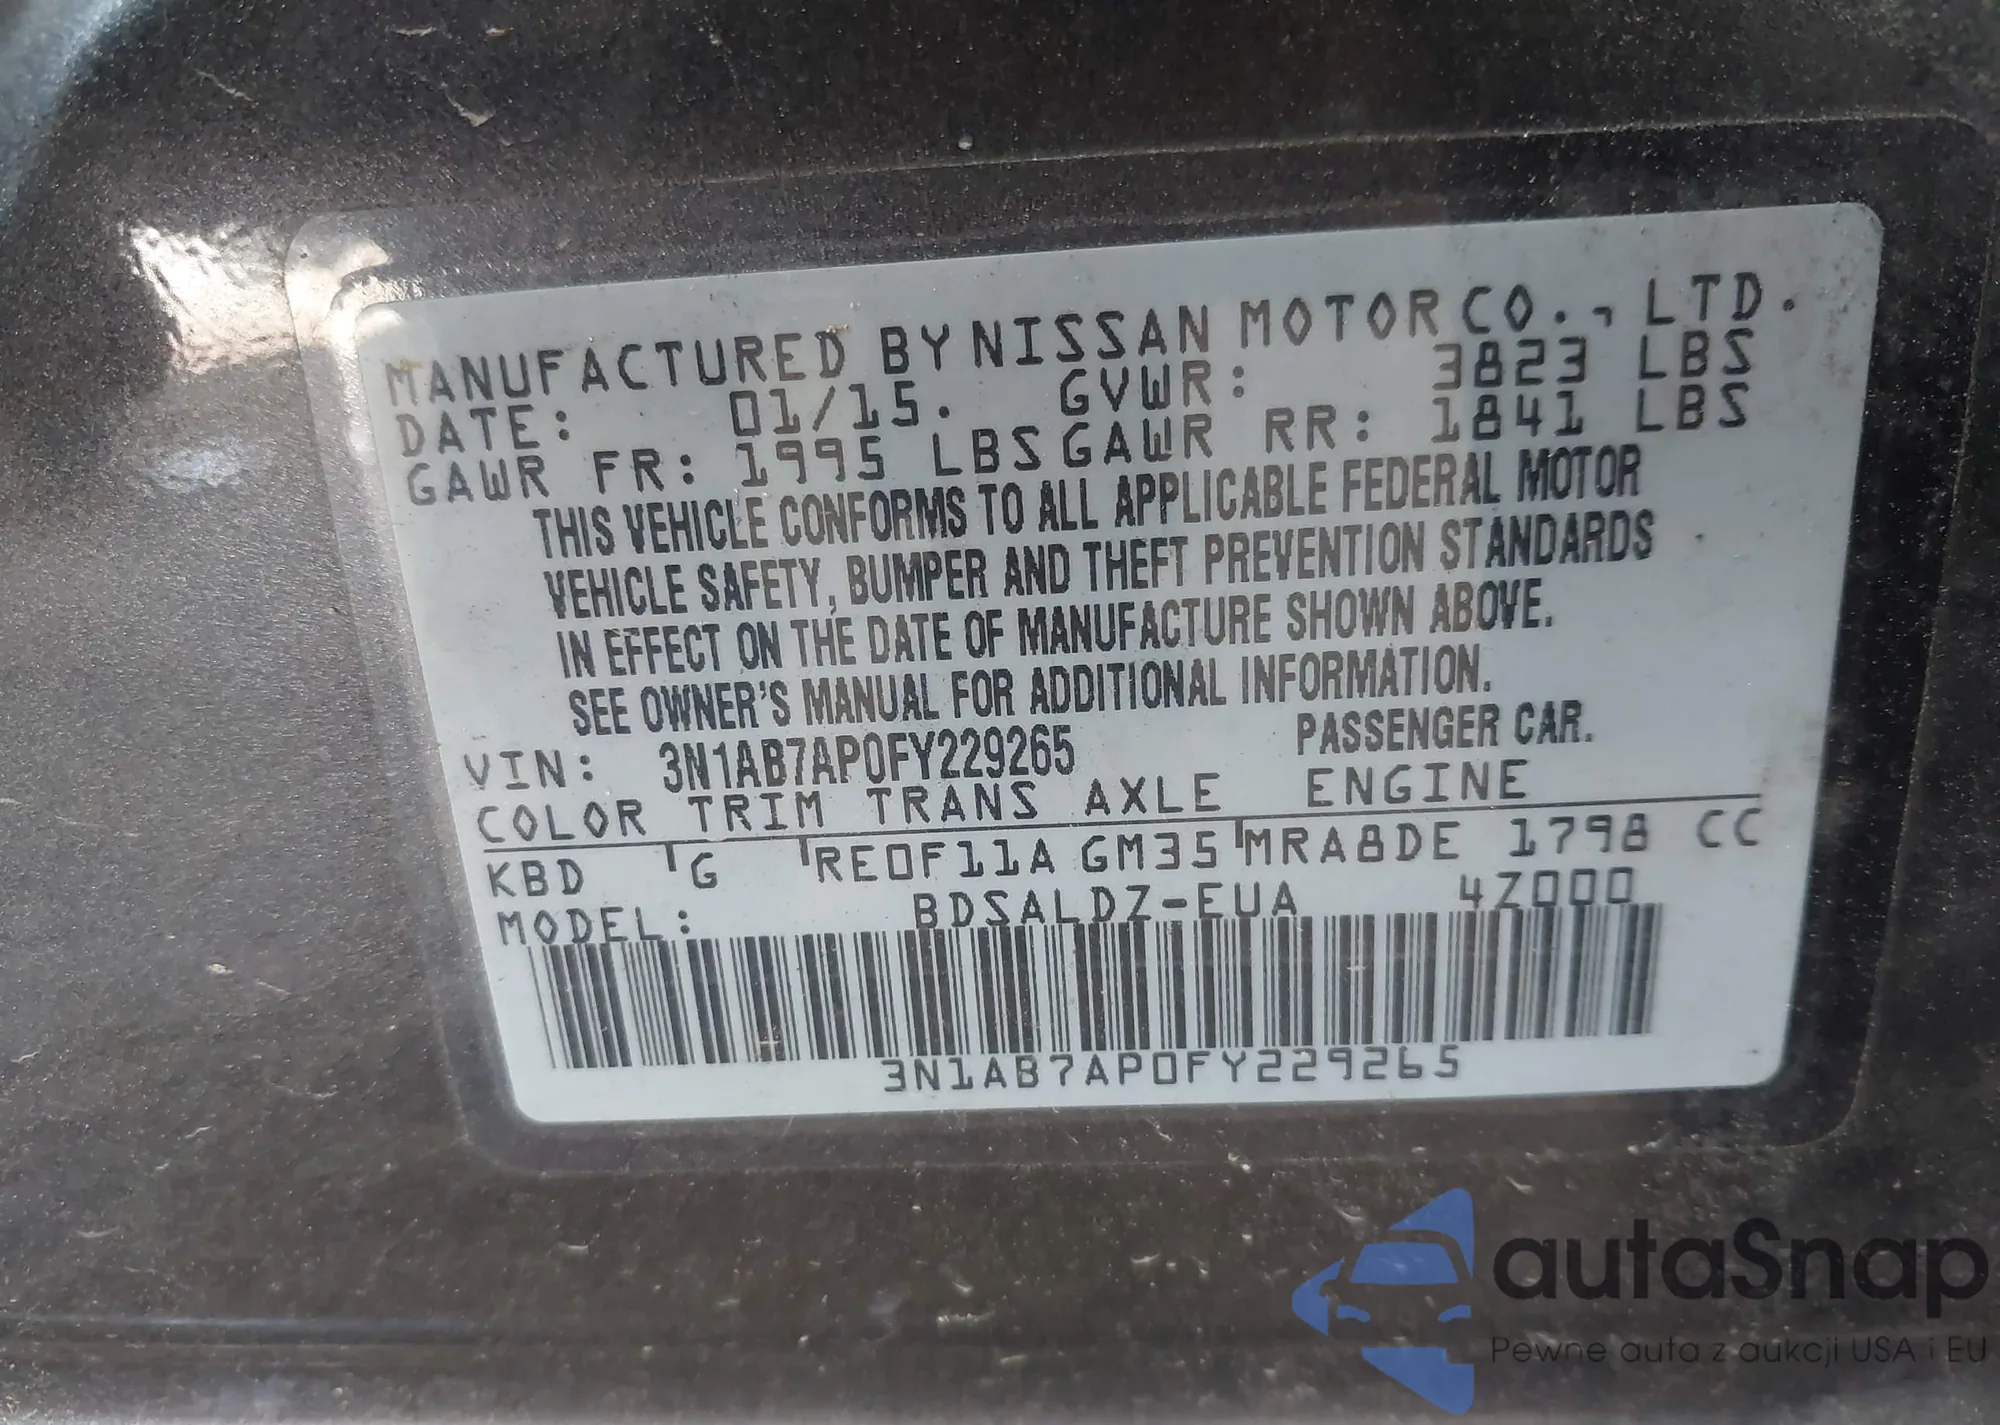 MANUFACTURED BY NISSAN MOTOR CO., LTD.
DATE: 01/15. GVWR: 3823 LBS
GAWR FR: 1995 LBS GAWR RR: 1841 LBS
THIS VEHICLE CONFORMS TO ALL APPLICABLE FEDERAL MOTOR
VEHICLE SAFETY, BUMPER AND THEFT PREVENTION STANDARDS
IN EFFECT ON THE DATE OF MANUFACTURE SHOWN ABOVE.
SEE OWNER'S MANUAL FOR ADDITIONAL INFORMATION.
VIN: 3N1AB7AP0FY229265 PASSENGER CAR.
COLOR TRIM TRANS AXLE ENGINE
KBD G RE0F11A GM35 MRA8DE 1798 CC
MODEL: BDSALDZ-EUA 4Z000
3N1AB7AP0FY229265
autoSnap
Pewne auta z aukcji USA i EU